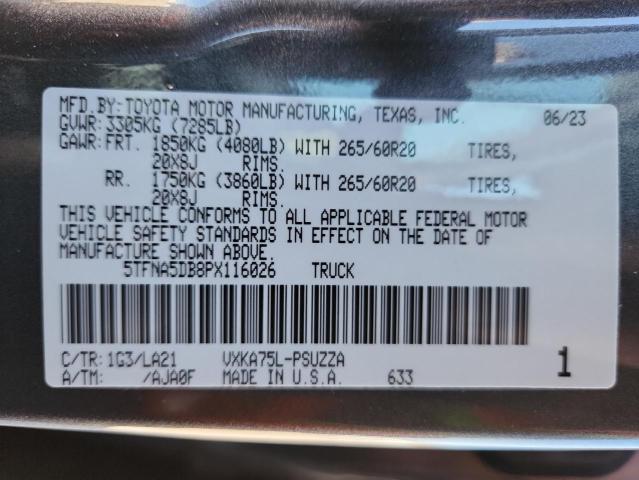 MFD.BY:TOYOTA MOTOR MANUFACTURING, TEXAS, INC. 06/23
GVWR: 3305KG (7285LB)
GAWR:FRT. 1850KG (4080LB) WITH 265/60R20 TIRES,
20X8J RIMS.
RR. 1750KG (3860LB) WITH 265/60R20 TIRES,
20X8J RIMS.
THIS VEHICLE CONFORMS TO ALL APPLICABLE FEDERAL MOTOR
VEHICLE SAFETY STANDARDS IN EFFECT ON THE DATE OF
MANUFACTURE SHOWN ABOVE.
5TFNA5DB8PX116026 TRUCK
C/TR:1G3/LA21 VXKA75L-PSUZZA
A/TM: /AJA0F MADE IN U.S.A. 633 1